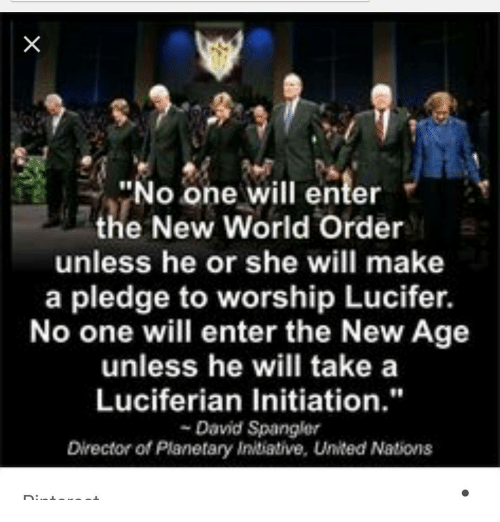 "No one will enter
the New World Order
unless he or she will make
a pledge to worship Lucifer.
No one will enter the New Age
unless he will take a
Luciferian Initiation."
~ David Spangler
Director of Planetary Initiative, United Nations